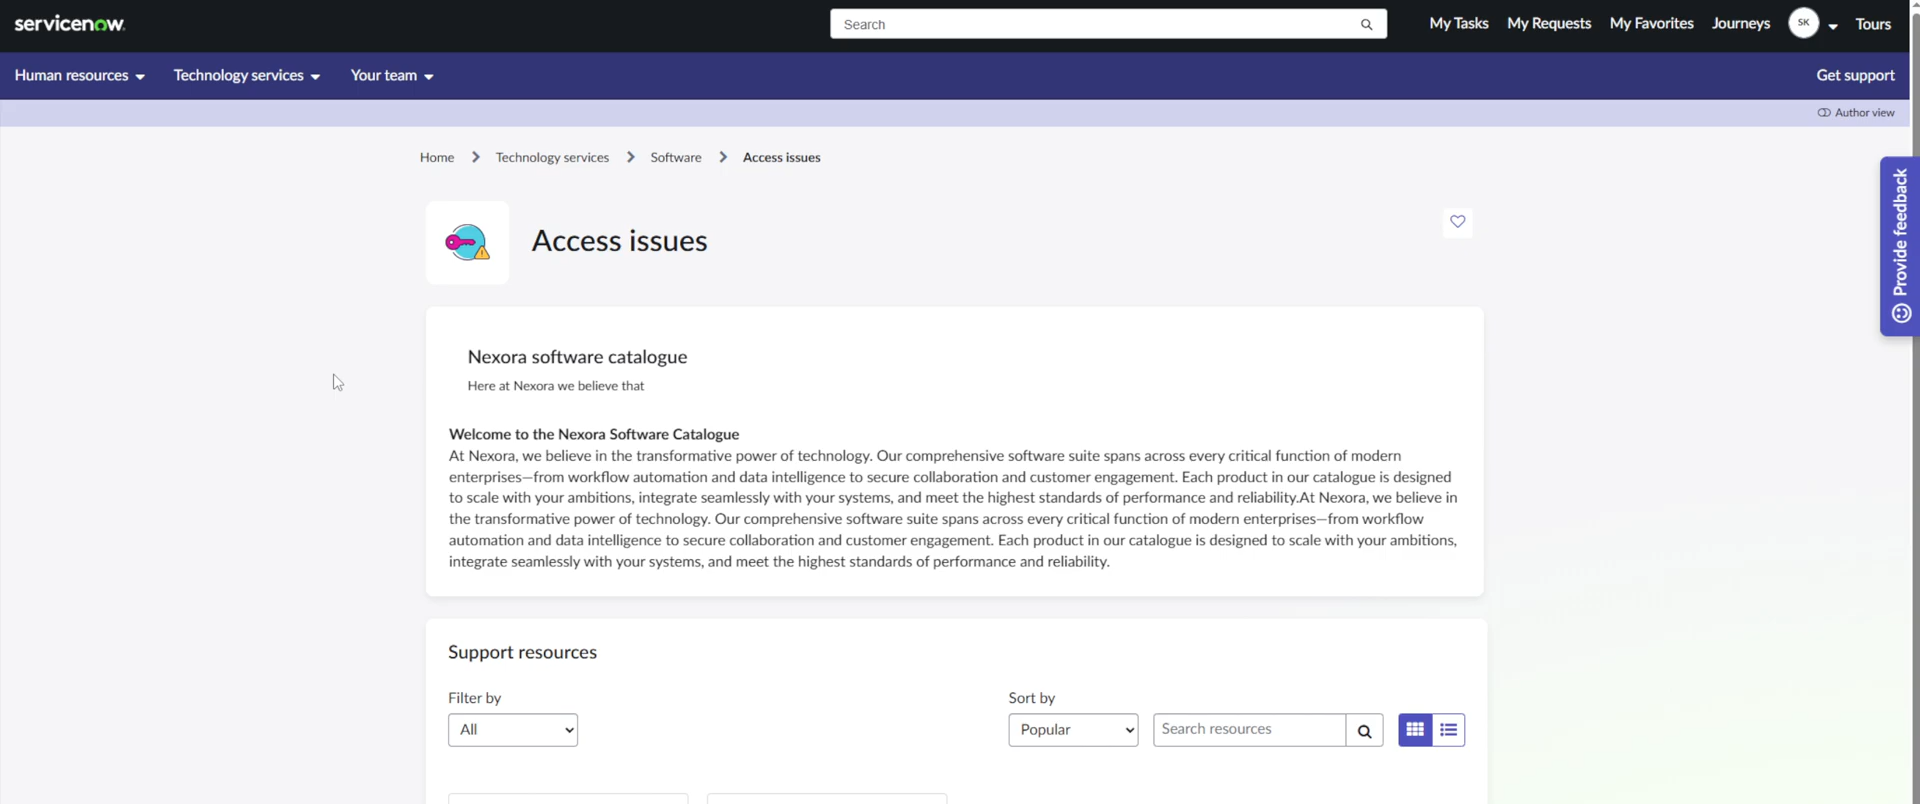 servicenow
Search
My Tasks
My Requests
My Favorites
Journeys
SK
Tours
Human resources
Technology services
Your team
Get support
Author view
Home
Technology services
Software
Access issues
Provide feedback
Access issues
Nexora software catalogue
Here at Nexora we believe that
Welcome to the Nexora Software Catalogue
At Nexora, we believe in the transformative power of technology. Our comprehensive software suite spans across every critical function of modern
enterprises—from workflow automation and data intelligence to secure collaboration and customer engagement. Each product in our catalogue is designed
to scale with your ambitions, integrate seamlessly with your systems, and meet the highest standards of performance and reliability.At Nexora, we believe in
the transformative power of technology. Our comprehensive software suite spans across every critical function of modern enterprises—from workflow
automation and data intelligence to secure collaboration and customer engagement. Each product in our catalogue is designed to scale with your ambitions,
integrate seamlessly with your systems, and meet the highest standards of performance and reliability.
Support resources
Filter by
Sort by
All
Popular
Search resources